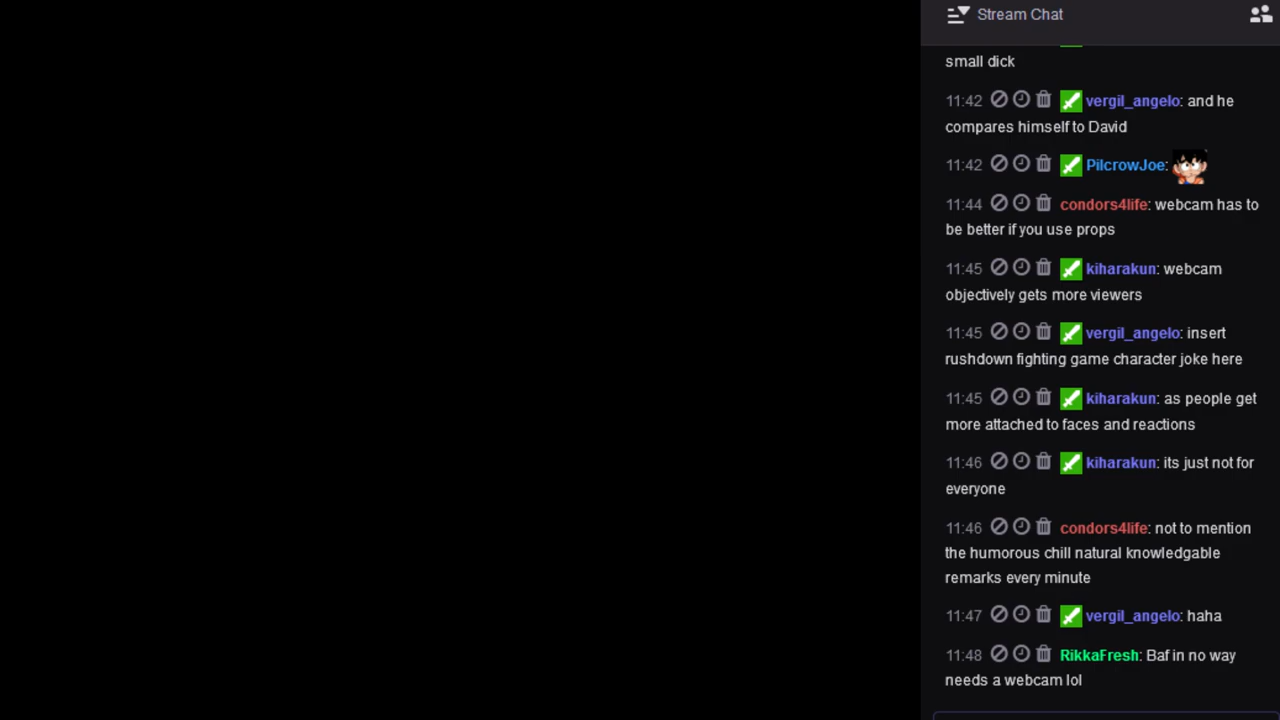 Stream Chat
small dick
11:42 vergil_angelo: and he
compares himself to David
11:42 PilcrowJoe:
11:44 condors4life: webcam has to
be better if you use props
11:45 kiharakun: webcam
objectively gets more viewers
11:45 vergil_angelo: insert
rushdown fighting game character joke here
11:45 kiharakun: as people get
more attached to faces and reactions
11:46 kiharakun: its just not for
everyone
11:46 condors4life: not to mention
the humorous chill natural knowledgable
remarks every minute
11:47 vergil_angelo: haha
11:48 RikkaFresh: Baf in no way
needs a webcam lol